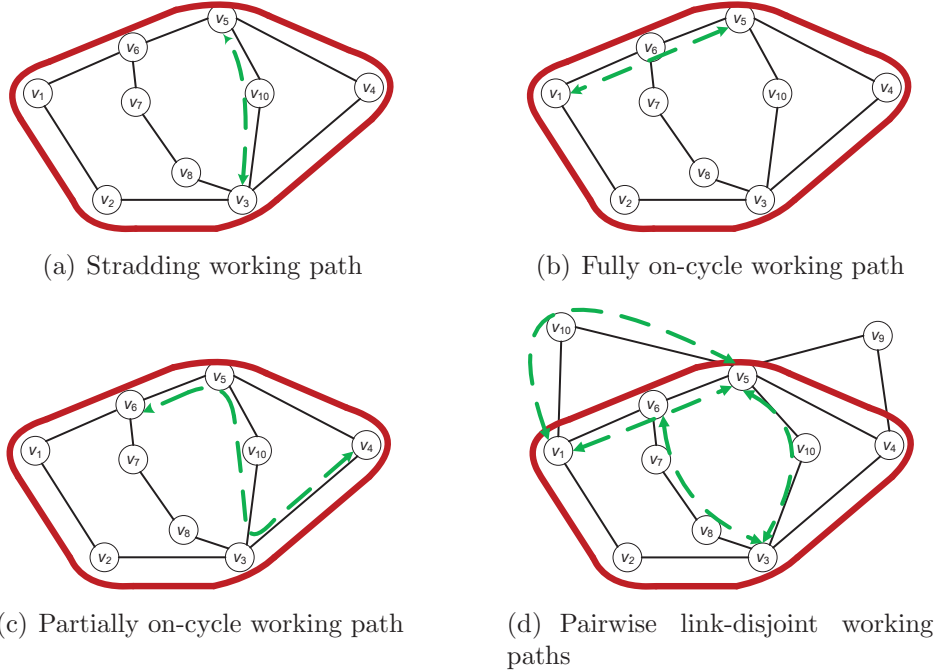 v5
v6
v1
v7
v10
v4
v8
v2
v3
v5
v6
v1
v7
v10
v4
v8
v2
v3
(a) Stradding working path
(b) Fully on-cycle working path
v5
v6
v1
v7
v10
v4
v8
v2
v3
v10
v9
v5
v6
v1
v7
v10
v4
v8
v2
v3
(c) Partially on-cycle working path
(d) Pairwise link-disjoint working
paths